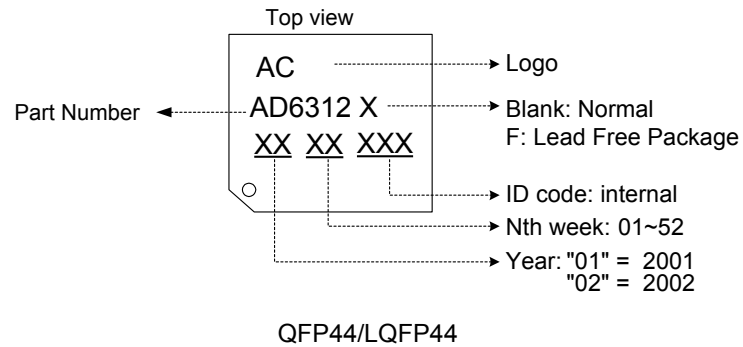 Top view
AC
Logo
Part Number
AD6312 X
Blank: Normal
F: Lead Free Package
XX XX XXX
ID code: internal
Nth week: 01~52
Year: "01" = 2001
"02" = 2002
QFP44/LQFP44